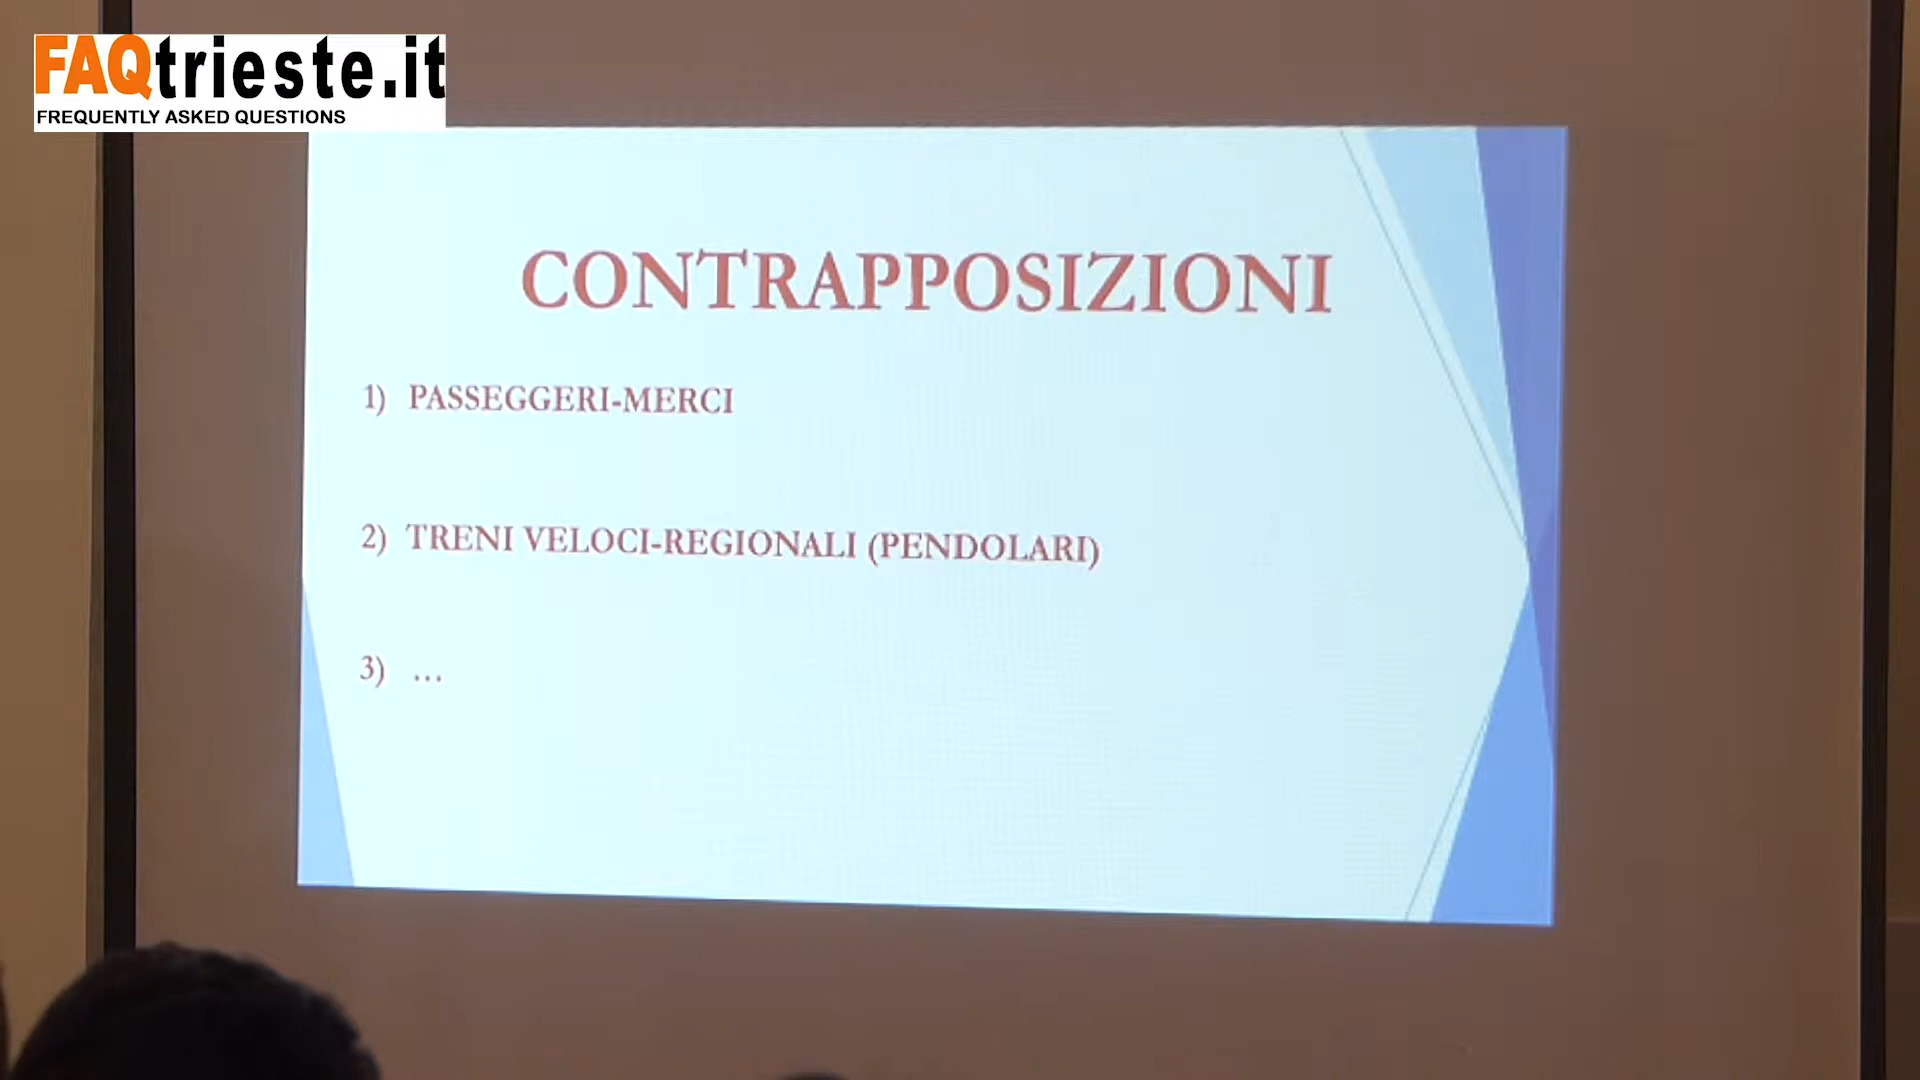 FAQtrieste.it
FREQUENTLY ASKED QUESTIONS
CONTRAPPOSIZIONI
1) PASSEGGERI-MERCI
2) TRENI VELOCI-REGIONALI (PENDOLARI)
3) ...